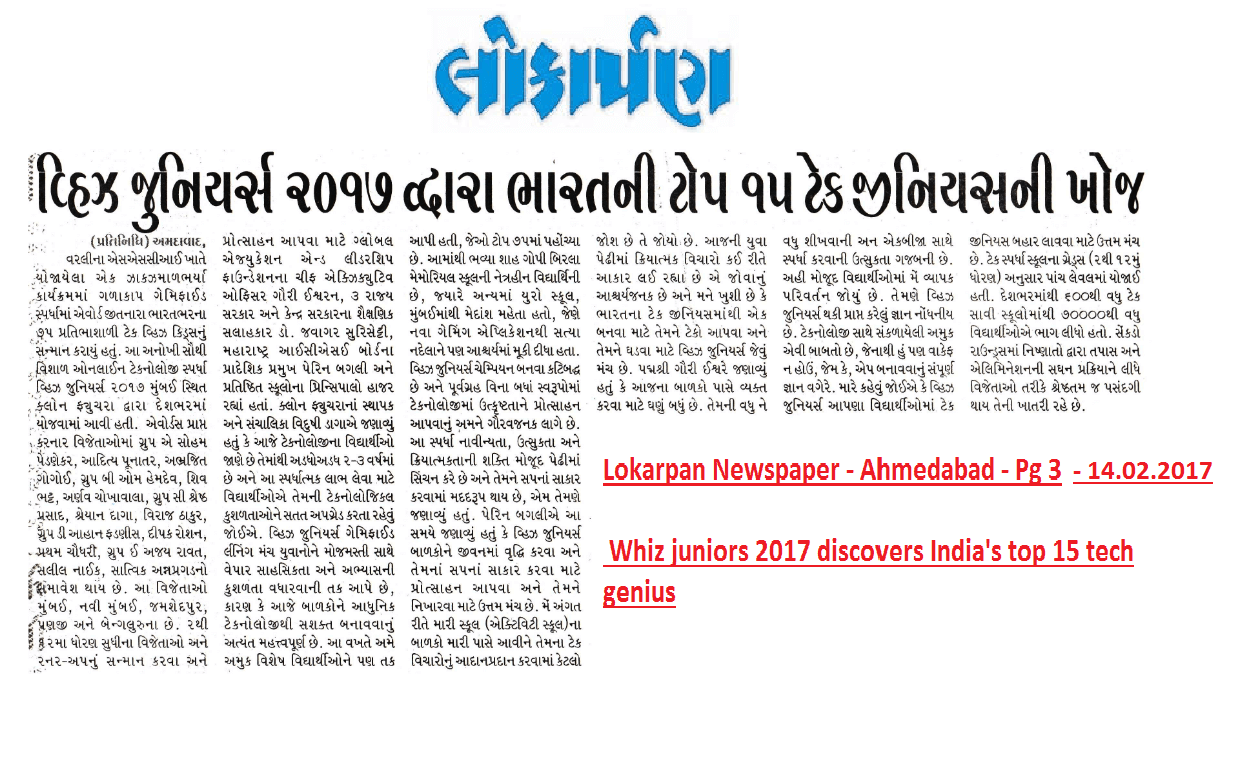 લોકાર્પણ
વ્હિઝ જુનિયર્સ ૨૦૧૭ દ્વારા ભારતની ટોપ ૧૫ ટેક જીનિયસની ખોજ
(પ્રતિનિધિ) અમદાવાદ,
વરલીના એસએસસીઆઈ ખાતે
યોજાયેલા એક ઝાકઝમાળભર્યા
કાર્યક્રમમાં ગળાકાપ ગેમિફાઈડ
સ્પર્ધામાં એવોર્ડ જીતનારા ભારતભરના
૭૫ પ્રતિભાશાળી ટેક વ્હિઝ કિડ્સનું
સન્માન કરાયું હતું. આ અનોખી સૌથી
વિશાળ ઓનલાઈન ટેકનોલોજી સ્પર્ધા
વ્હિઝ જુનિયર્સ ૨૦૧૭ મુંબઈ સ્થિત
ક્લોન ફ્યુચરા દ્વારા દેશભરમાં
યોજવામાં આવી હતી. એવોર્ડસ પ્રાપ્ત
કરનાર વિજેતાઓમાં ગ્રુપ એ સોહમ
પેડણેકર, આદિત્ય પૂનાતર, અભ્રજિત
ગોગોઈ, ગ્રુપ બી ઓમ હેમદેવ, શિવ
ભટ્ટ, અર્ણવ ચોખાવાલા, ગ્રુપ સી શ્રેષ્ઠ
પ્રસાદ, શ્રેયાન દાગા, વિરાજ ઠાકુર,
ગ્રુપ ડી આહાન ફડણીસ, દીપક રોશન,
પ્રથમ ચૌધરી, ગ્રુપ ઈ અજય રાવત,
સલીલ નાઈક, સાત્વિક અન્નપ્રગડનો
સમાવેશ થાય છે. આ વિજેતાઓ
મુંબઈ, નવી મુંબઈ, જમશેદપુર,
પણજી અને બેન્ગલુરુના છે. ૨થી
૧૨મા ધોરણ સુધીના વિજેતાઓ અને
રનર-અપનું સન્માન કરવા અને
પ્રોત્સાહન આપવા માટે ગ્લોબલ
એજ્યુકેશન એન્ડ લીડરશિપ
ફાઉન્ડેશનના ચીફ એક્ઝિક્યુટિવ
ઓફિસર ગૌરી ઈશ્વરન, ૩ રાજ્ય
સરકાર અને કેન્દ્ર સરકારના શૈક્ષણિક
સલાહકાર ડો. જવાગર સુરિસેટ્ટી,
મહારાષ્ટ્ર આઈસીએસઈ બોર્ડના
પ્રાદેશિક પ્રમુખ પેરિન બગલી અને
પ્રતિષ્ઠિત સ્કૂલોના પ્રિન્સિપાલો હાજર
રહ્યાં હતાં. ક્લોન ફ્યુચરાનાં સ્થાપક
અને સંચાલિકા વિદુષી ડાગાએ જણાવ્યું
હતું કે આજે ટેકનોલોજીના વિદ્યાર્થીઓ
જાણે છે તેમાંથી અડધોઅડધ ૨-૩ વર્ષમાં
છે અને આ સ્પર્ધાત્મક લાભ લેવા માટે
વિદ્યાર્થીઓએ તેમની ટેકનોલોજિકલ
કુશળતાઓને સતત અપગ્રેડ કરતા રહેવું
જોઈએ. વ્હિઝ જુનિયર્સ ગેમિફાઈડ
લર્નિંગ મંચ યુવાનોને મોજમસ્તી સાથે
વેપાર સાહસિકતા અને અભ્યાસની
કુશળતા વધારવાની તક આપે છે,
કારણ કે આજે બાળકોને આધુનિક
ટેકનોલોજીથી સશક્ત બનાવવાનું
અત્યંત મહત્ત્વપૂર્ણ છે. આ વખતે અમે
અમુક વિશેષ વિદ્યાર્થીઓને પણ તક
આપી હતી, જેઓ ટોપ ૭૫માં પહોંચ્યા
છે. આમાંથી ભવ્યા શાહ ગોપી બિરલા
મેમોરિયલ સ્કૂલની નેત્રહીન વિદ્યાર્થિની
છે, જ્યારે અન્યમાં યુરો સ્કૂલ,
મુંબઈમાંથી મેદાંશ મહેતા હતો, જેણે
નવા ગેમિંગ એપ્લિકેશનથી સત્યા
નદેલાને પણ આશ્ચર્યમાં મૂકી દીધા હતા.
વ્હિઝ જુનિયર્સ ચેમ્પિયન બનવા કટિબદ્ધ
છે અને પૂર્વગ્રહ વિના બધાં સ્વરૂપોમાં
ટેકનોલોજીમાં ઉત્કૃષ્ટતાને પ્રોત્સાહન
આપવાનું અમને ગૌરવજનક લાગે છે.
આ સ્પર્ધા નાવીન્યતા, ઉત્સુકતા અને
ક્રિયાત્મકતાની શક્તિ મોજૂદ પેઢીમાં
સિંચન કરે છે અને તેમને સપનાં સાકાર
કરવામાં મદદરૂપ થાય છે, એમ તેમણે
જણાવ્યું હતું. પેરિન બગલીએ આ
સમયે જણાવ્યું હતું કે વ્હિઝ જુનિયર્સ
બાળકોને જીવનમાં વૃદ્ધિ કરવા અને
તેમનાં સપનાં સાકાર કરવા માટે
પ્રોત્સાહન આપવા અને તેમને
નિખારવા માટે ઉત્તમ મંચ છે. મેં અંગત
રીતે મારી સ્કૂલ (એક્ટિવિટી સ્કૂલ)ના
બાળકો મારી પાસે આવીને તેમના ટેક
વિચારોનું આદાનપ્રદાન કરવામાં કેટલો
જોશ છે તે જોયો છે. આજની યુવા
પેઢીમાં ક્રિયાત્મક વિચારો કઈ રીતે
આકાર લઈ રહ્યા છે એ જોવાનું
આશ્ચર્યજનક છે અને મને ખુશી છે કે
ભારતના ટેક જીનિયસમાંથી એક
બનવા માટે તેમને ટેકો આપવા અને
તેમને ઘડવા માટે વ્હિઝ જુનિયર્સ જેવું
મંચ છે. પદ્મશ્રી ગૌરી ઈશ્વરે જણાવ્યું
હતું કે આજના બાળકો પાસે વ્યક્ત
કરવા માટે ઘણું બધું છે. તેમની વધુ ને
વધુ શીખવાની અન એકબીજા સાથે
સ્પર્ધા કરવાની ઉત્સુકતા ગજબની છે.
અહી મોજૂદ વિદ્યાર્થીઓમાં મેં વ્યાપક
પરિવર્તન જોયું છે. તેમણે વ્હિઝ
જુનિયર્સ થકી પ્રાપ્ત કરેલું જ્ઞાન નોંધનીય
છે. ટેકનોલોજી સાથે સંકળાયેલી અમુક
એવી બાબતો છે, જેનાથી હું પણ વાકેફ
ન હોઉં, જેમ કે, એપ બનાવવાનું સંપૂર્ણ
જ્ઞાન વગેરે. મારે કહેવું જોઈએ કે વ્હિઝ
જુનિયર્સ આપણા વિદ્યાર્થીઓમાં ટેક
જીનિયસ બહાર લાવવા માટે ઉત્તમ મંચ
છે. ટેક સ્પર્ધા સ્કૂલના ગ્રેડ્સ (૨થી ૧૨મું
ધોરણ) અનુસાર પાંચ લેવલમાં યોજાઈ
હતી. દેશભરમાંથી ૬૦૦થી વધુ ટેક
સાવી સ્કૂલોમાંથી ૭૦૦૦૦થી વધુ
વિદ્યાર્થીઓએ ભાગ લીધો હતો. સેંકડો
રાઉન્ડ્સમાં નિષ્ણાતો દ્વારા તપાસ અને
એલિમિનેશનની સઘન પ્રક્રિયાને લીધે
વિજેતાઓ તરીકે શ્રેષ્ઠતમ જ પસંદગી
થાય તેની ખાતરી રહે છે.
Lokarpan Newspaper - Ahmedabad - Pg 3 - 14.02.2017
Whiz juniors 2017 discovers India's top 15 tech
genius